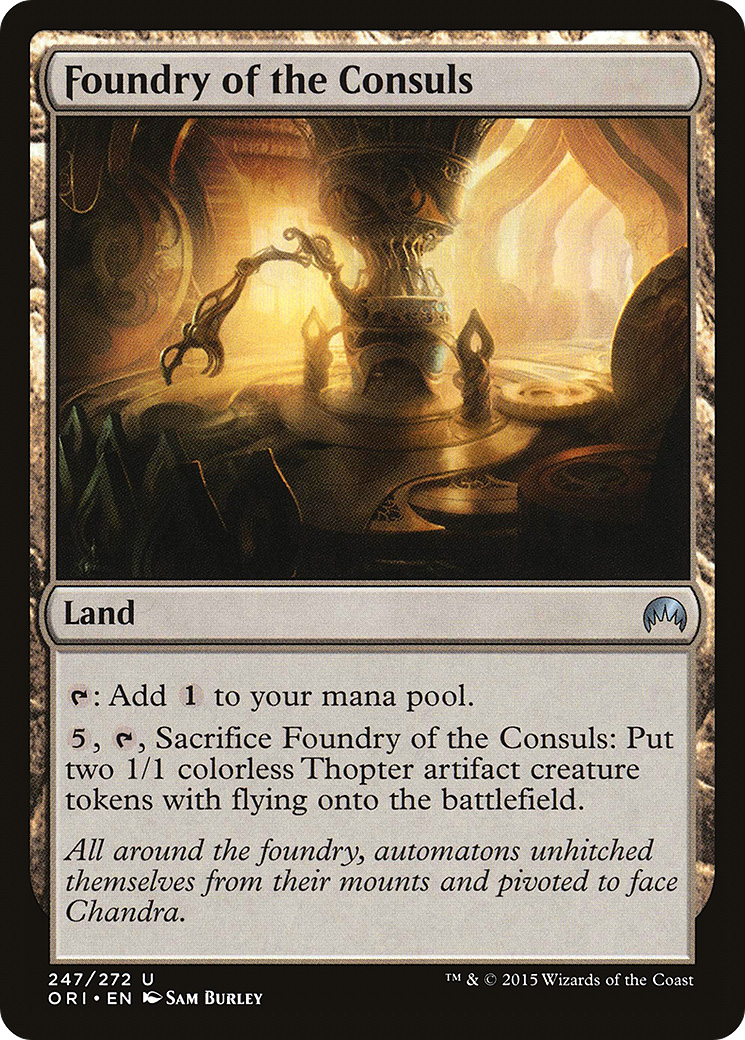 Foundry of the Consuls
Land
: Add 1 to your mana pool.
5, , Sacrifice Foundry of the Consuls: Put
two 1/1 colorless Thopter artifact creature
tokens with flying onto the battlefield.
All around the foundry, automatons unhitched
themselves from their mounts and pivoted to face
Chandra.
247/272 U
ORI • EN Sam Burley
™ & © 2015 Wizards of the Coast